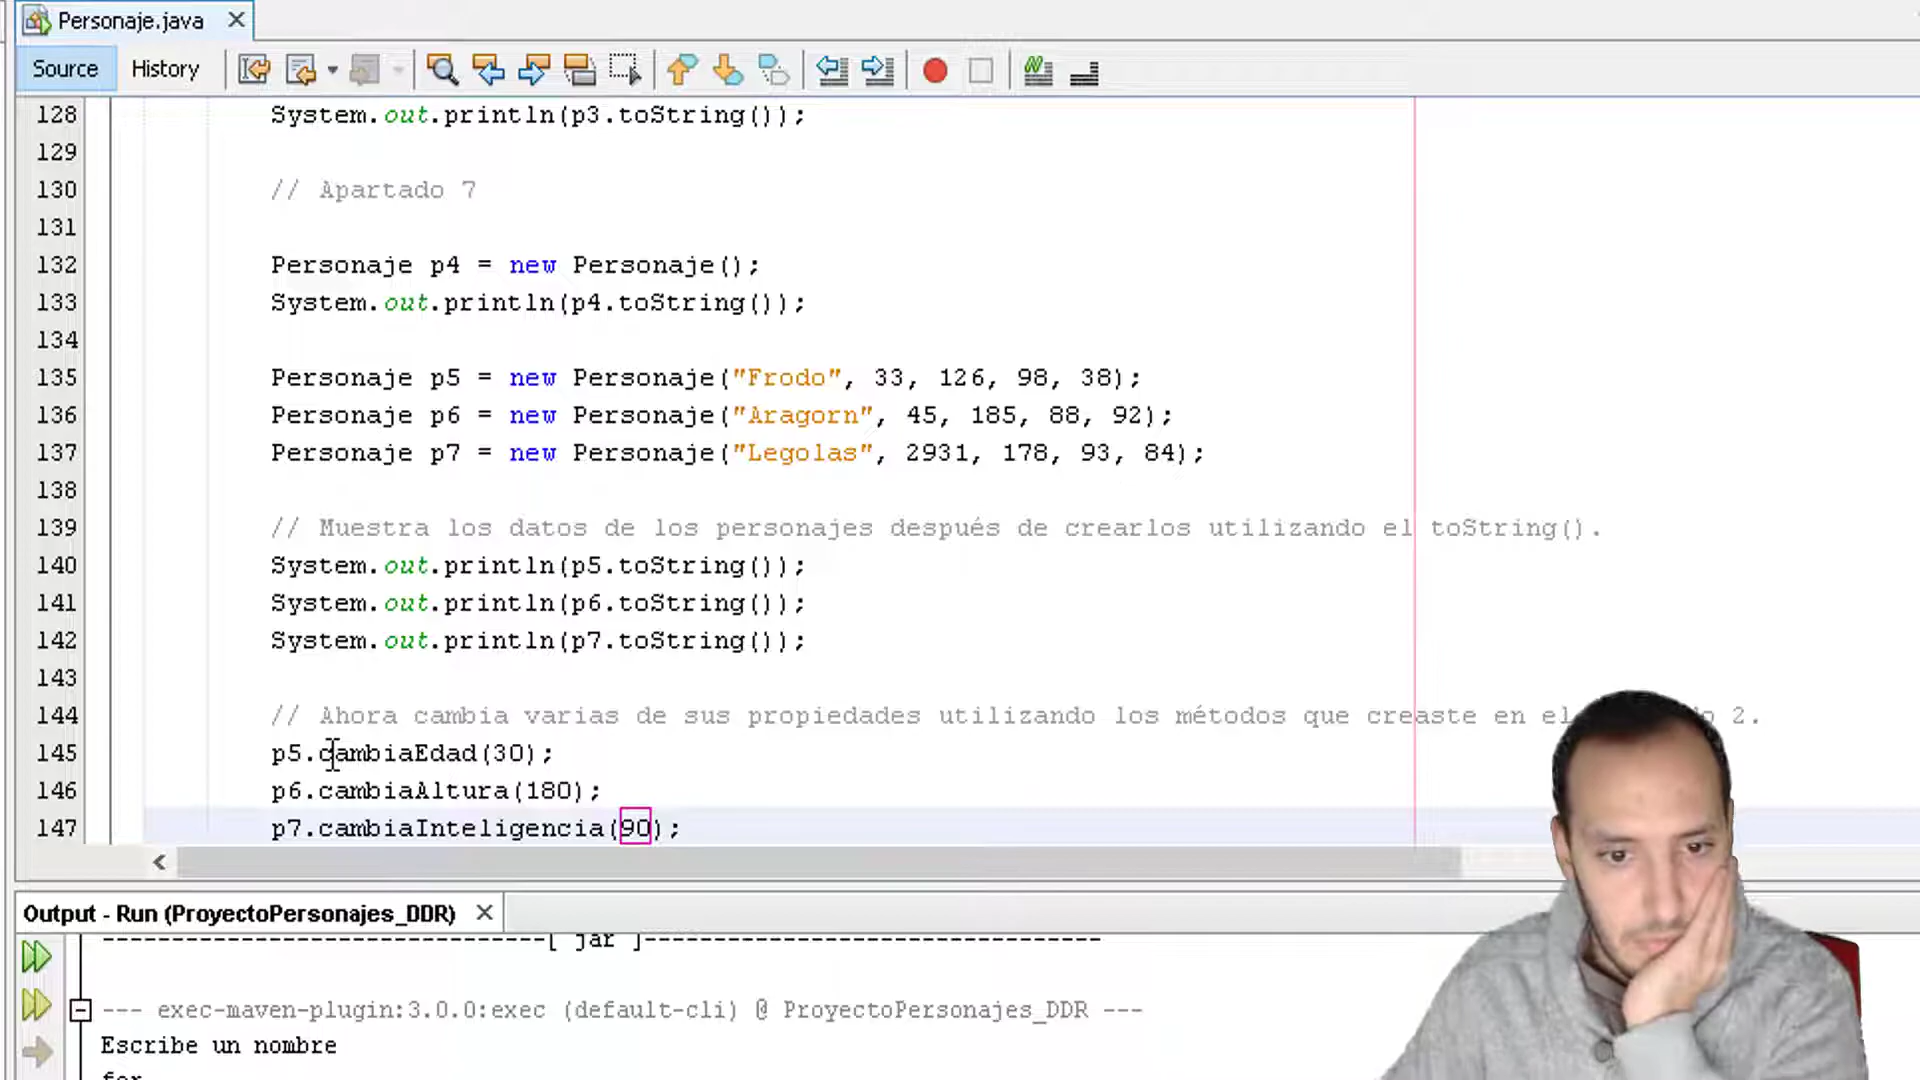 Personaje.java
Source History
128 System.out.println(p3.toString());
129
130 // Apartado 7
131
132 Personaje p4 = new Personaje();
133 System.out.println(p4.toString());
134
135 Personaje p5 = new Personaje("Frodo", 33, 126, 98, 38);
136 Personaje p6 = new Personaje("Aragorn", 45, 185, 88, 92);
137 Personaje p7 = new Personaje("Legolas", 2931, 178, 93, 84);
138
139 // Muestra los datos de los personajes después de crearlos utilizando el toString().
140 System.out.println(p5.toString());
141 System.out.println(p6.toString());
142 System.out.println(p7.toString());
143
144 // Ahora cambia varias de sus propiedades utilizando los métodos que creaste en el 2.
145 p5.cambiaEdad(30);
146 p6.cambiaAltura(180);
147 p7.cambiaInteligencia(90);
Output - Run (ProyectoPersonajes_DDR)
----------------------------[ jar ]-----------------------------
--- exec-maven-plugin:3.0.0:exec (default-cli) @ ProyectoPersonajes_DDR ---
Escribe un nombre